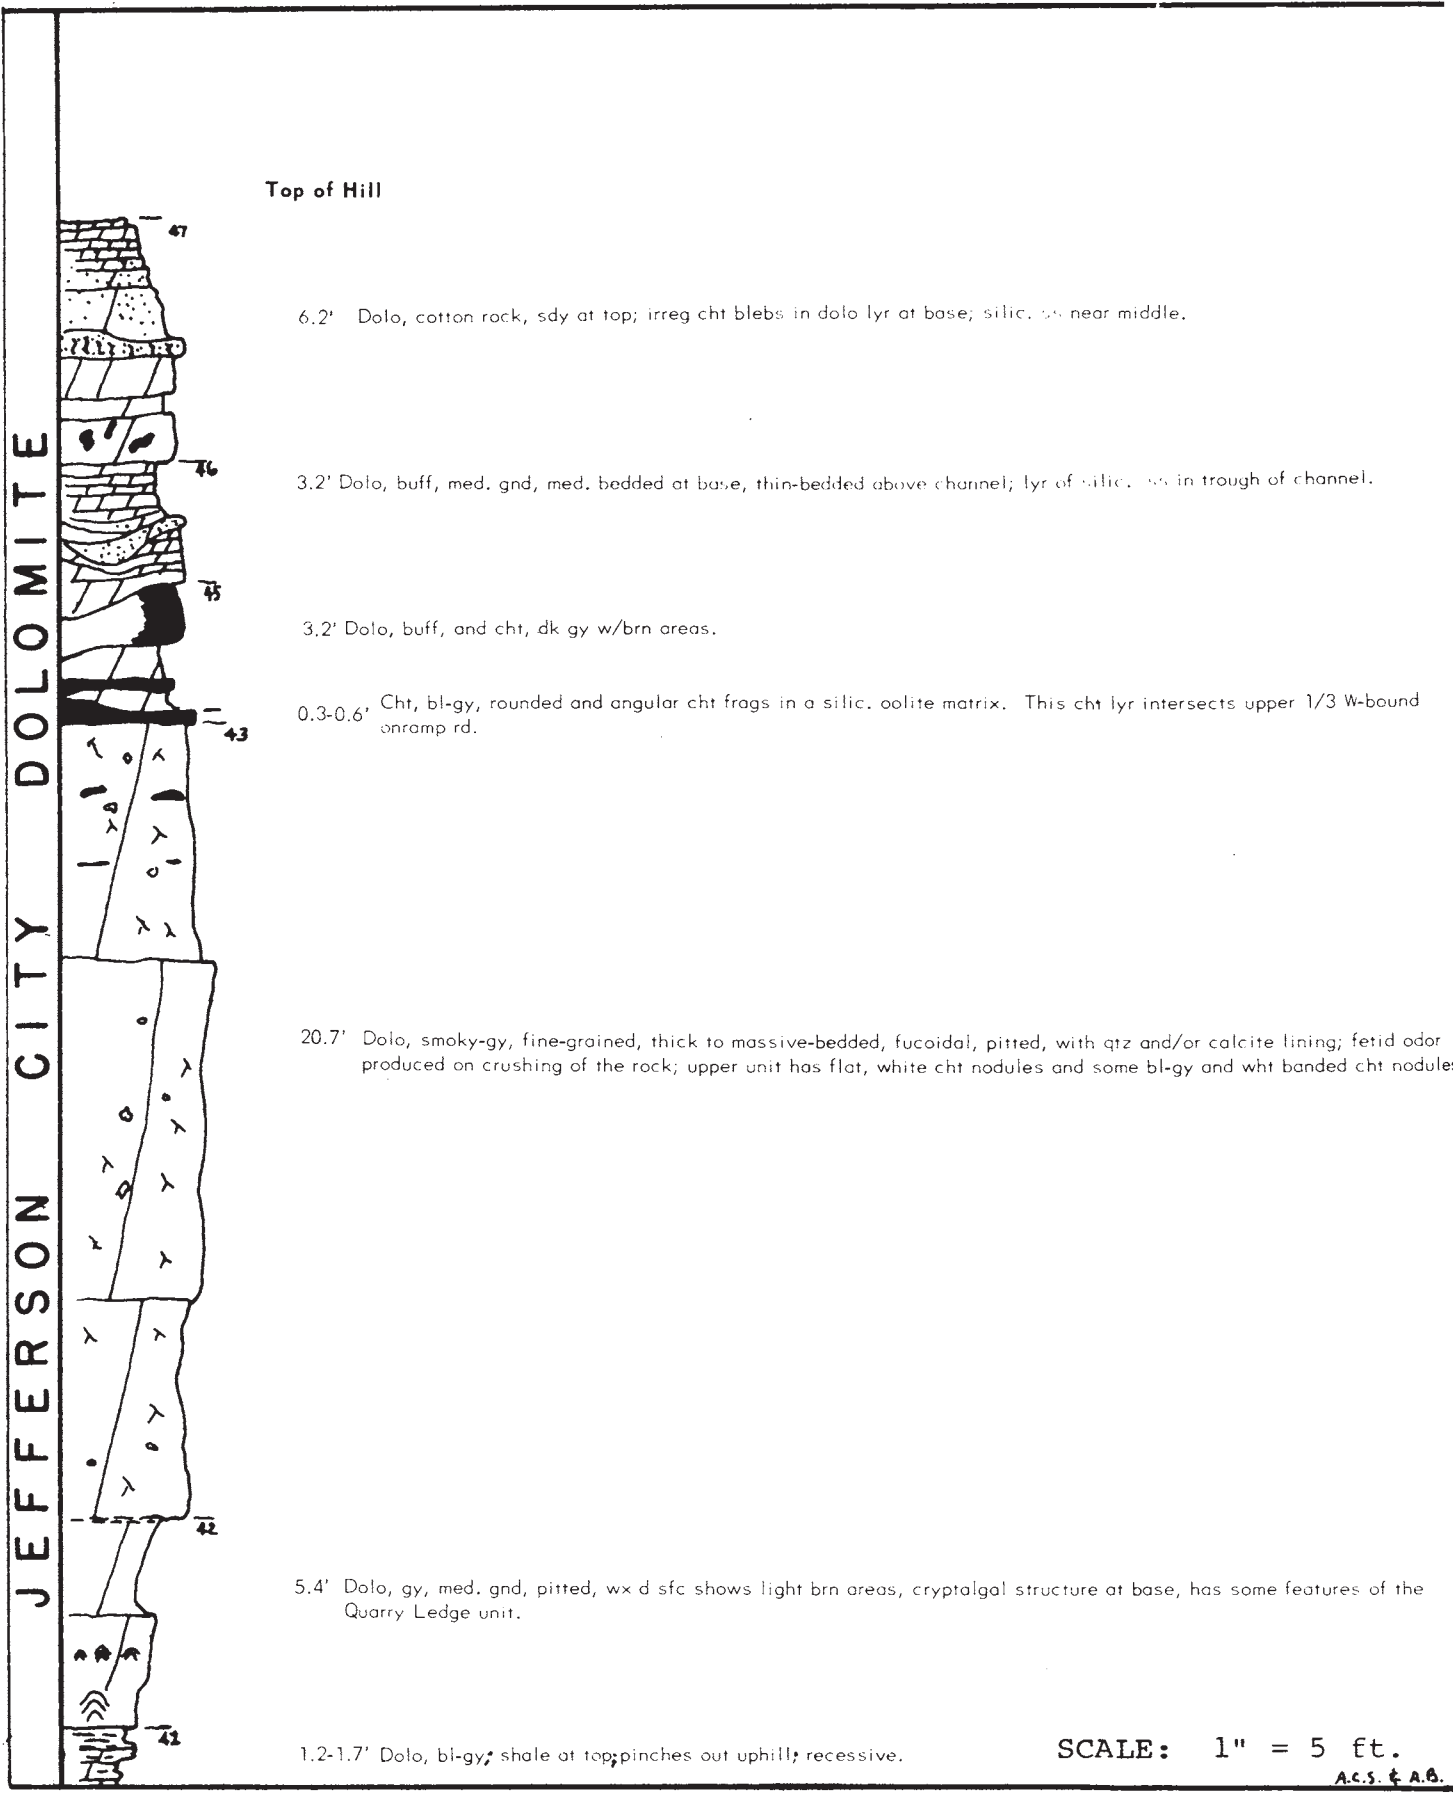 JEFFERSON CITY DOLOMITE
Top of Hill
47
6.2' Dolo, cotton rock, sdy at top; irreg cht blebs in dolo lyr at base; silic. ss near middle.
46
3.2' Dolo, buff, med. gnd, med. bedded at base, thin-bedded above channel; lyr of silic. ss in trough of channel.
45
3.2' Dolo, buff, and cht, dk gy w/brn areas.
0.3-0.6' Cht, bl-gy, rounded and angular cht frags in a silic. oolite matrix. This cht lyr intersects upper 1/3 W-bound
onramp rd.
43
20.7' Dolo, smoky-gy, fine-grained, thick to massive-bedded, fucoidal, pitted, with qtz and/or calcite lining; fetid odor
produced on crushing of the rock; upper unit has flat, white cht nodules and some bl-gy and wht banded cht nodules
42
5.4' Dolo, gy, med. gnd, pitted, wx d sfc shows light brn areas, cryptalgal structure at base, has some features of the
Quarry Ledge unit.
41
1.2-1.7' Dolo, bl-gy; shale at top; pinches out uphill; recessive.
SCALE: 1" = 5 ft.
A.C.S. & A.B.